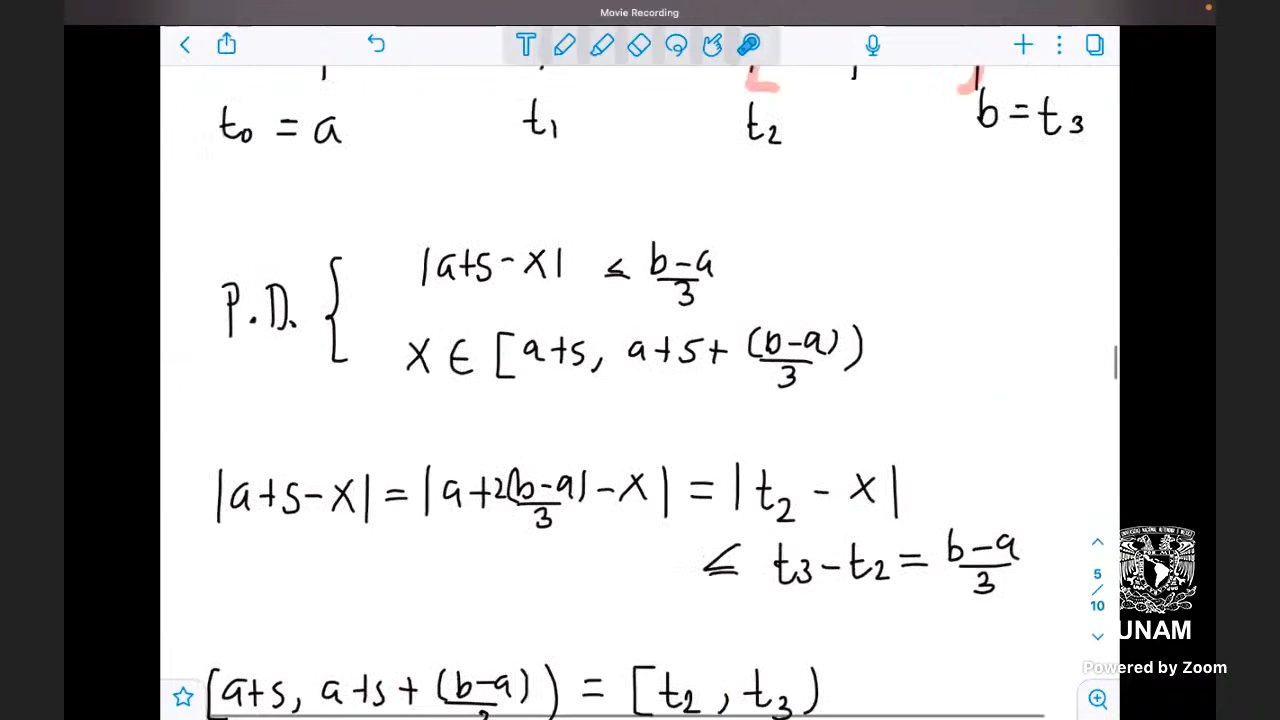 Movie Recording
t₀ = a t₁ t₂ b = t₃
P.D. { |a+s-x| ≤ (b-a)/3
x ∈ [a+s, a+s+ (b-a)/3)
|a+s-x| = |a+2(b-a)/3 - x| = |t₂ - x|
≤ t₃-t₂ = (b-a)/3
5
/
10
UNAM
Powered by Zoom
[a+s, a+s+ (b-a)/3) = [t₂, t₃)